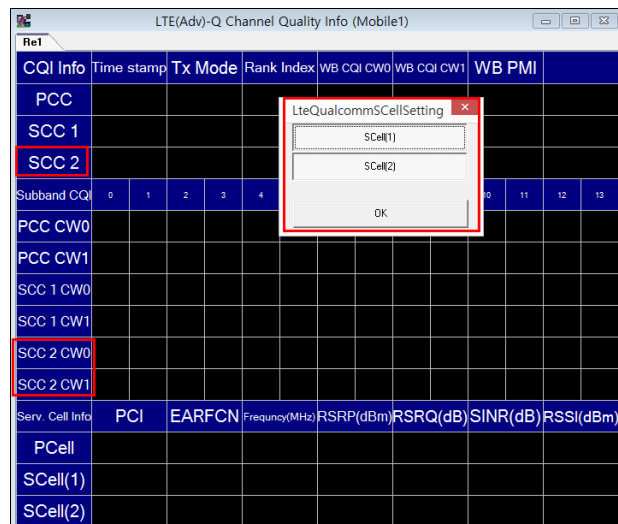 LTE(Adv)-Q Channel Quality Info (Mobile1)
Re1
CQI Info Time stamp Tx Mode Rank Index WB CQI CW0 WB CQI CW1 WB PMI
PCC
SCC 1
SCC 2
LteQualcommSCellSetting
SCell(1)
SCell(2)
OK
Subband CQI 0 1 2 3 4 10 11 12 13
PCC CW0
PCC CW1
SCC 1 CW0
SCC 1 CW1
SCC 2 CW0
SCC 2 CW1
Serv. Cell Info PCI EARFCN Frequncy(MHz) RSRP(dBm) RSRQ(dB) SINR(dB) RSSI(dBm)
PCell
SCell(1)
SCell(2)